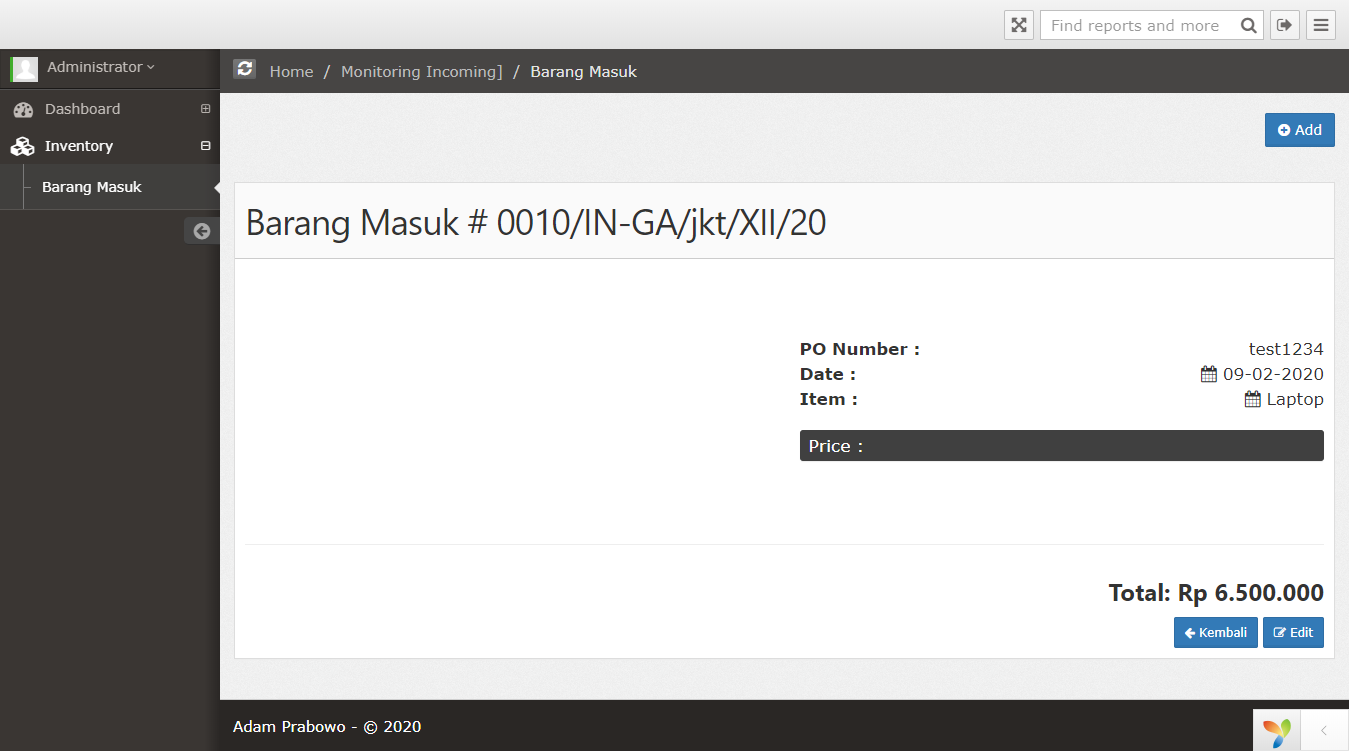 Find reports and more
Administrator
Home / Monitoring Incoming] / Barang Masuk
Dashboard
Inventory
Barang Masuk
Add
Barang Masuk # 0010/IN-GA/jkt/XII/20
PO Number : test1234
Date : 09-02-2020
Item : Laptop
Price :
Total: Rp 6.500.000
Kembali Edit
Adam Prabowo - © 2020